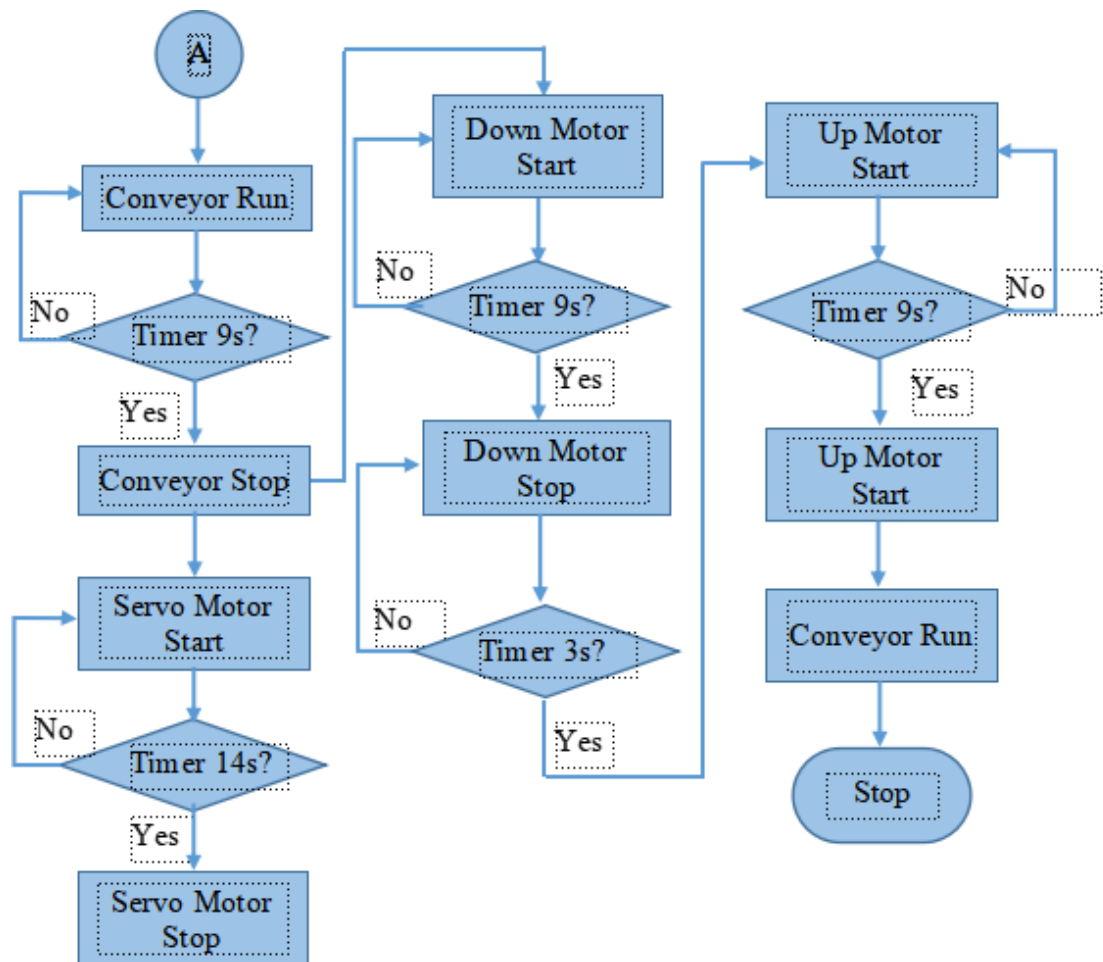 A
Conveyor Run
No
Timer 9s?
Yes
Conveyor Stop
Servo Motor
Start
No
Timer 14s?
Yes
Servo Motor
Stop
Down Motor
Start
No
Timer 9s?
Yes
Down Motor
Stop
No
Timer 3s?
Yes
Up Motor
Start
No
Timer 9s?
Yes
Up Motor
Start
Conveyor Run
Stop